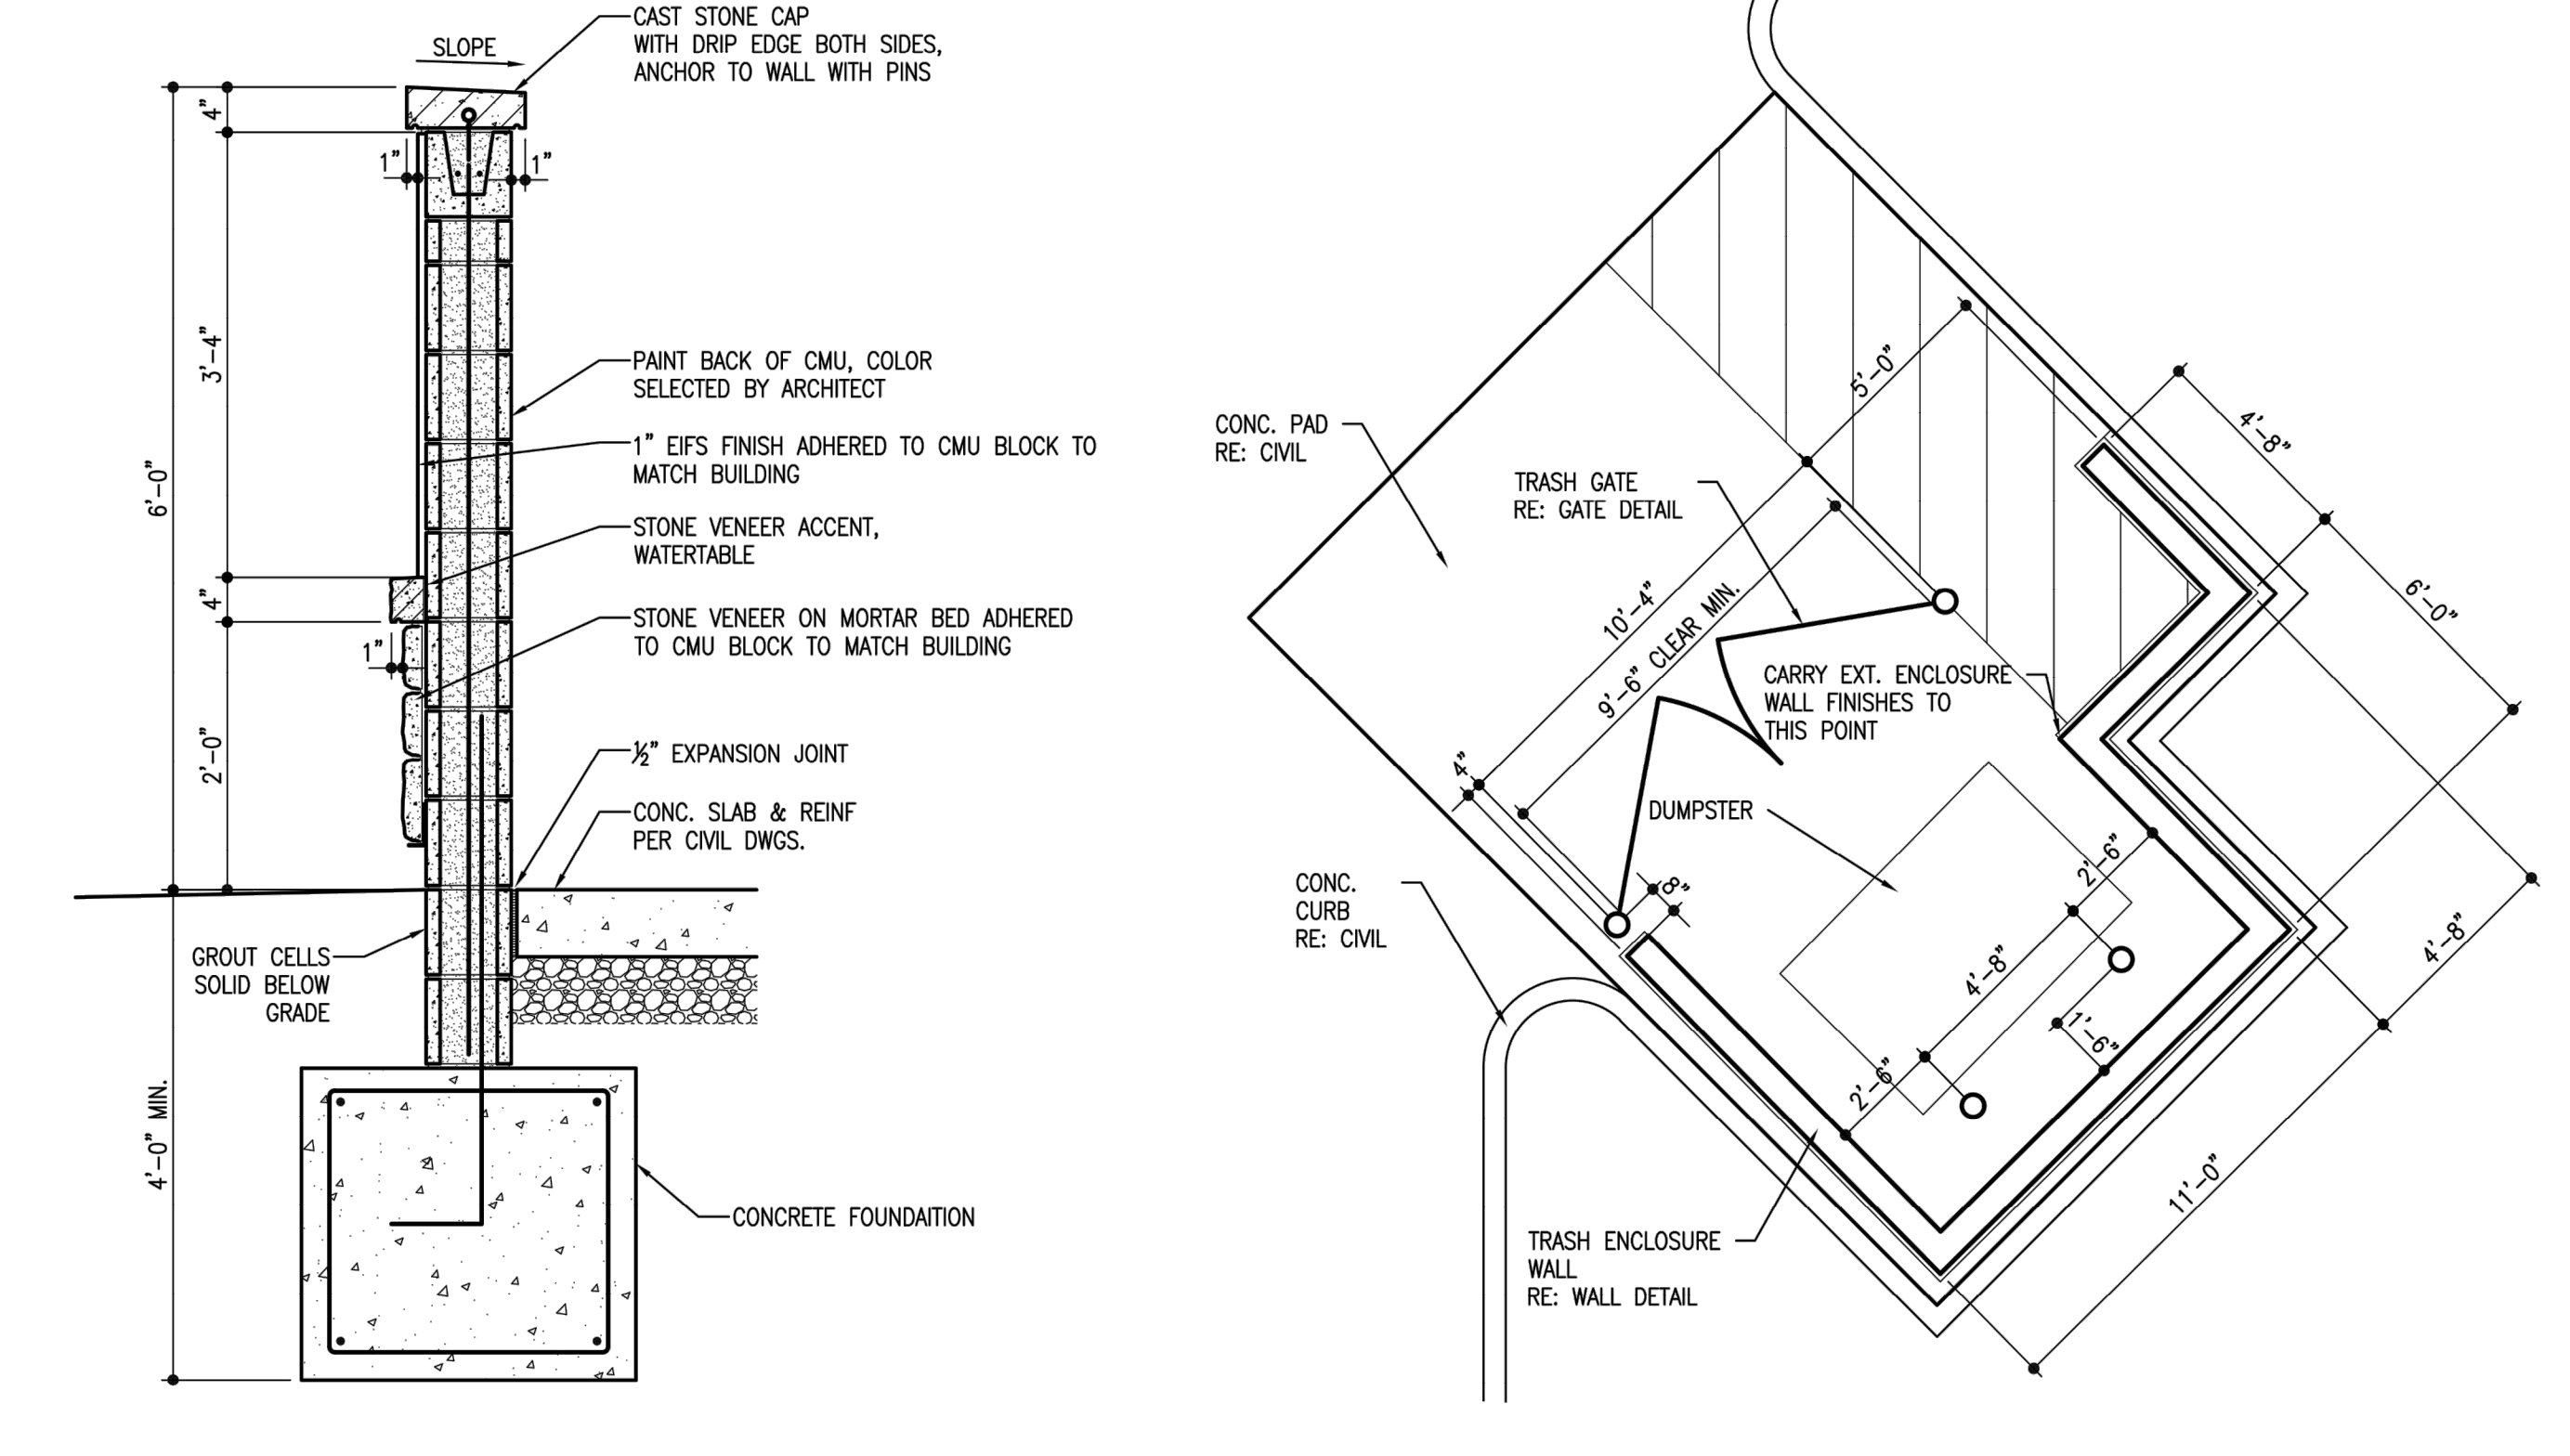 SLOPE
CAST STONE CAP
WITH DRIP EDGE BOTH SIDES,
ANCHOR TO WALL WITH PINS
4”
1”
1”
3’–4”
6’–0”
PAINT BACK OF CMU, COLOR
SELECTED BY ARCHITECT
1” EIFS FINISH ADHERED TO CMU BLOCK TO
MATCH BUILDING
STONE VENEER ACCENT,
WATERTABLE
4”
STONE VENEER ON MORTAR BED ADHERED
TO CMU BLOCK TO MATCH BUILDING
1”
2’–0”
½” EXPANSION JOINT
CONC. SLAB & REINF
PER CIVIL DWGS.
GROUT CELLS
SOLID BELOW
GRADE
4’–0” MIN.
CONCRETE FOUNDAITION
CONC. PAD
RE: CIVIL
TRASH GATE
RE: GATE DETAIL
5’–0”
4’–8”
6’–0”
10’–4”
9’–6” CLEAR MIN.
CARRY EXT. ENCLOSURE
WALL FINISHES TO
THIS POINT
4”
DUMPSTER
8”
2’–6”
4’–8”
CONC.
CURB
RE: CIVIL
4’–8”
1’–6”
2’–6”
11’–0”
TRASH ENCLOSURE
WALL
RE: WALL DETAIL